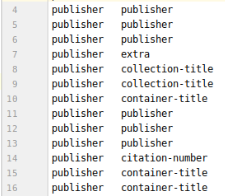 4 publisher publisher
5 publisher publisher
6 publisher publisher
7 publisher extra
8 publisher collection-title
9 publisher collection-title
10 publisher container-title
11 publisher publisher
12 publisher publisher
13 publisher publisher
14 publisher citation-number
15 publisher container-title
16 publisher container-title